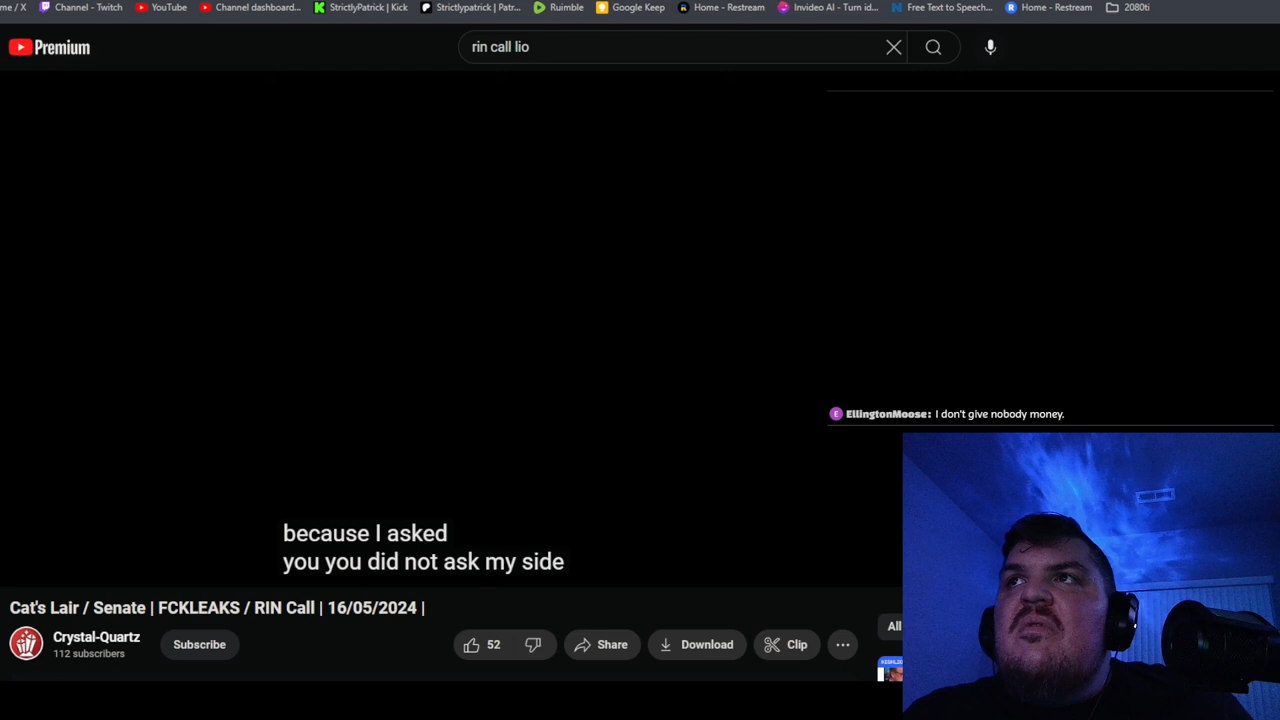 me / X Channel - Twitch YouTube Channel dashboard... StrictlyPatrick | Kick Strictlypatrick | Patr... Rumble Google Keep Home - Restream Invideo AI - Turn id... Free Text to Speech... Home - Restream 2080ti
Premium
rin call lio
EllingtonMoose: I don't give nobody money.
because I asked
you you did not ask my side
Cat's Lair / Senate | FCKLEAKS / RIN Call | 16/05/2024 |
Crystal-Quartz
112 subscribers
Subscribe
52
Share
Download
Clip
All